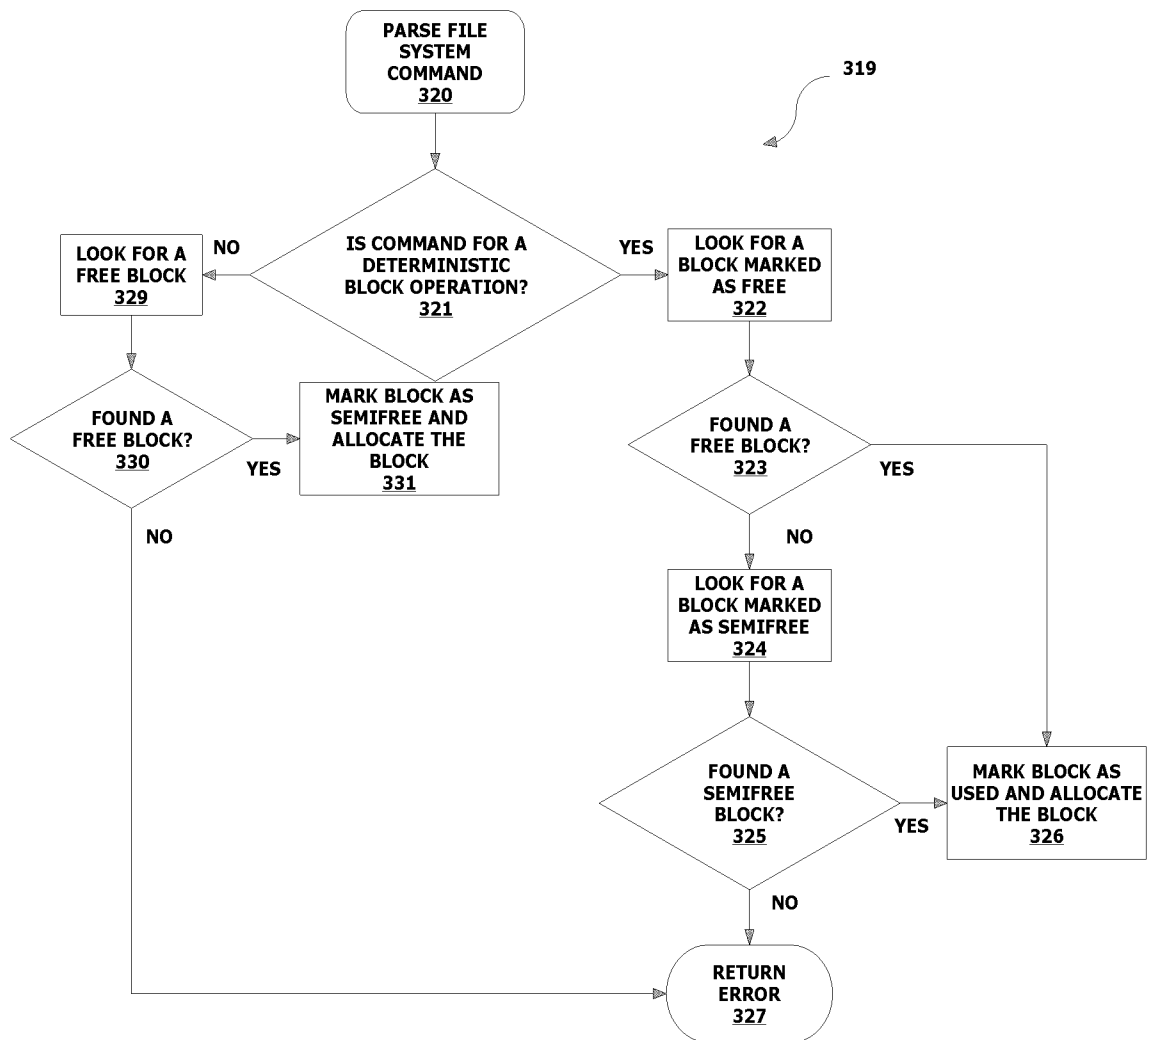 PARSE FILE
SYSTEM
COMMAND
320
319
IS COMMAND FOR A
DETERMINISTIC
BLOCK OPERATION?
321
NO
YES
LOOK FOR A
FREE BLOCK
329
LOOK FOR A
BLOCK MARKED
AS FREE
322
FOUND A
FREE BLOCK?
330
YES
NO
MARK BLOCK AS
SEMIFREE AND
ALLOCATE THE
BLOCK
331
FOUND A
FREE BLOCK?
323
YES
NO
LOOK FOR A
BLOCK MARKED
AS SEMIFREE
324
FOUND A
SEMIFREE
BLOCK?
325
YES
NO
MARK BLOCK AS
USED AND ALLOCATE
THE BLOCK
326
RETURN
ERROR
327